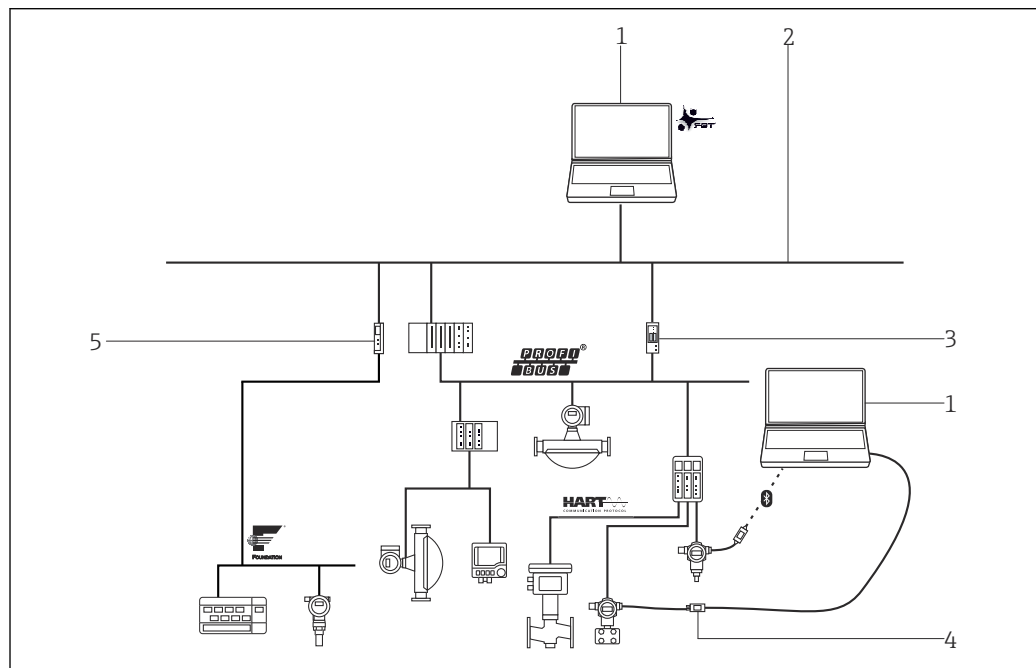 1
2
FDT
5
3
PROFI®
BUS
1
HART
COMMUNICATION PROTOCOL
FOUNDATION
4